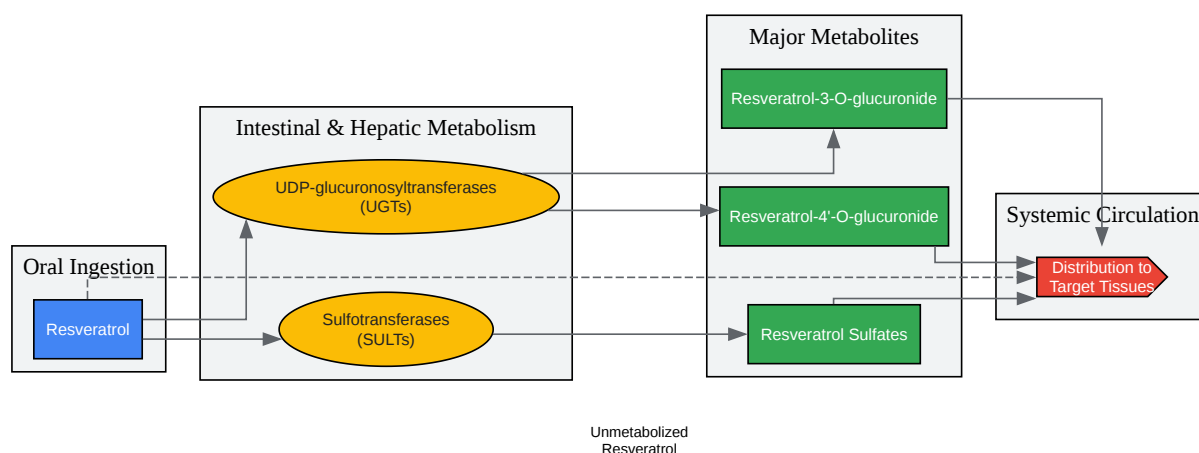 Oral Ingestion
Resveratrol
Intestinal & Hepatic Metabolism
UDP-glucuronosyltransferases
(UGTs)
Sulfotransferases
(SULTs)
Major Metabolites
Resveratrol-3-O-glucuronide
Resveratrol-4'-O-glucuronide
Resveratrol Sulfates
Systemic Circulation
Distribution to
Target Tissues
Unmetabolized
Resveratrol